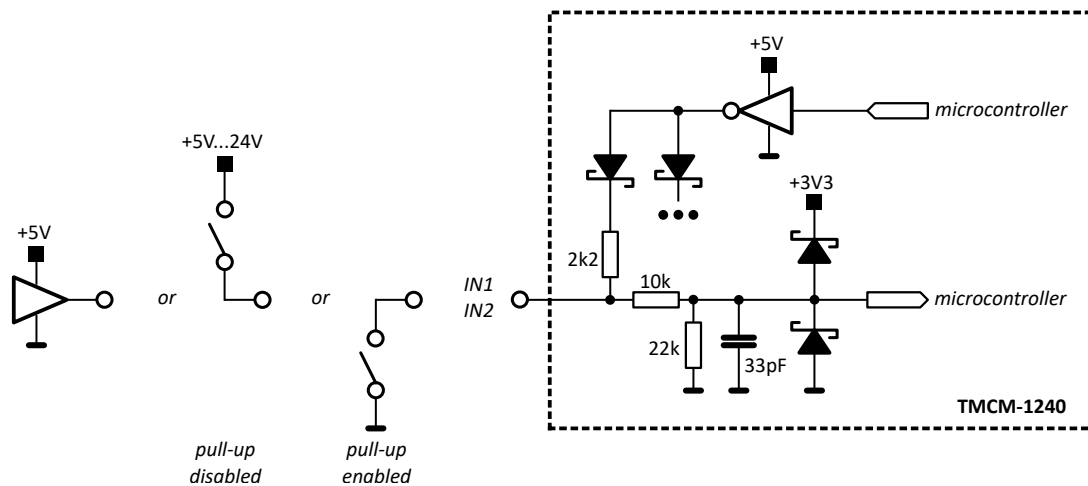 +5V
microcontroller
+5V...24V
+3V3
+5V
2k2
or
or
IN1
IN2
10k
microcontroller
22k
33pF
TMCM-1240
pull-up
disabled
pull-up
enabled